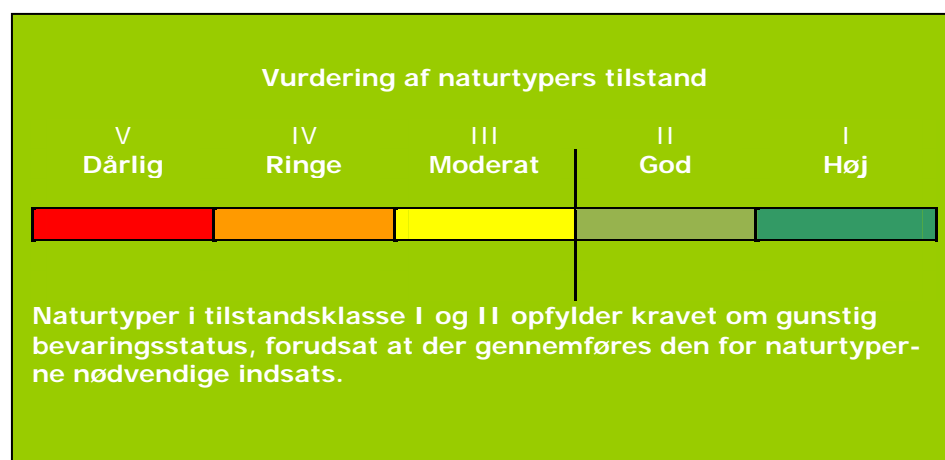 Vurdering af naturtypers tilstand
V IV III II I
Dårlig Ringe Moderat God Høj
Naturtyper i tilstandsklasse I og II opfylder kravet om gunstig
bevaringsstatus, forudsat at der gennemføres den for naturtyper-
ne nødvendige indsats.